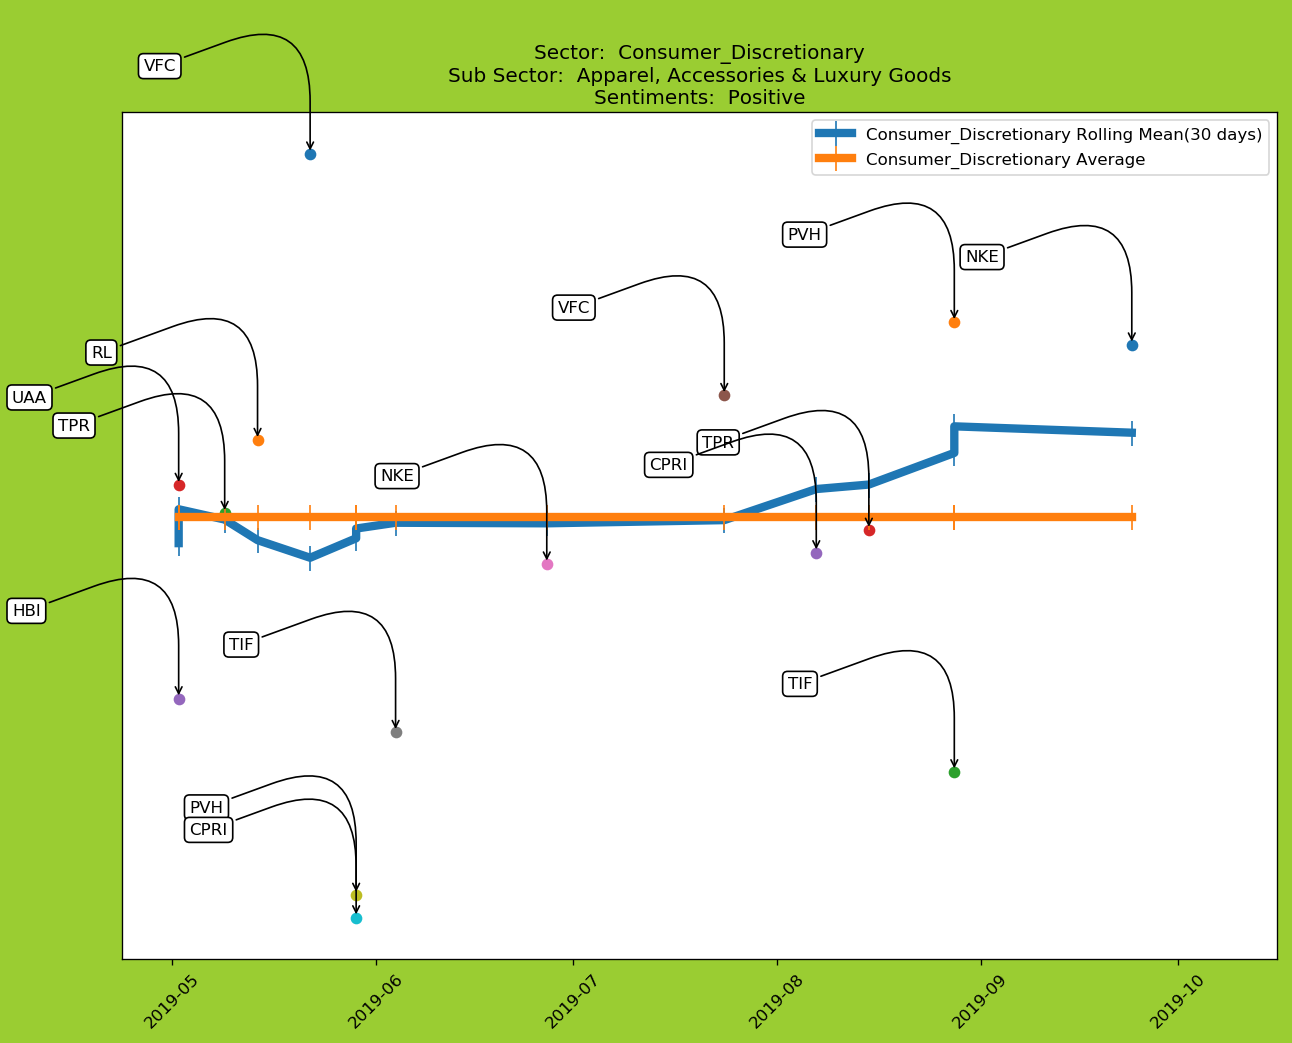 Sector:  Consumer_Discretionary
Sub Sector:  Apparel, Accessories & Luxury Goods
Sentiments:  Positive
Consumer_Discretionary Rolling Mean(30 days)
Consumer_Discretionary Average
VFC
PVH
NKE
VFC
RL
UAA
TPR
TPR
CPRI
NKE
HBI
TIF
TIF
PVH
CPRI
2019-05
2019-06
2019-07
2019-08
2019-09
2019-10